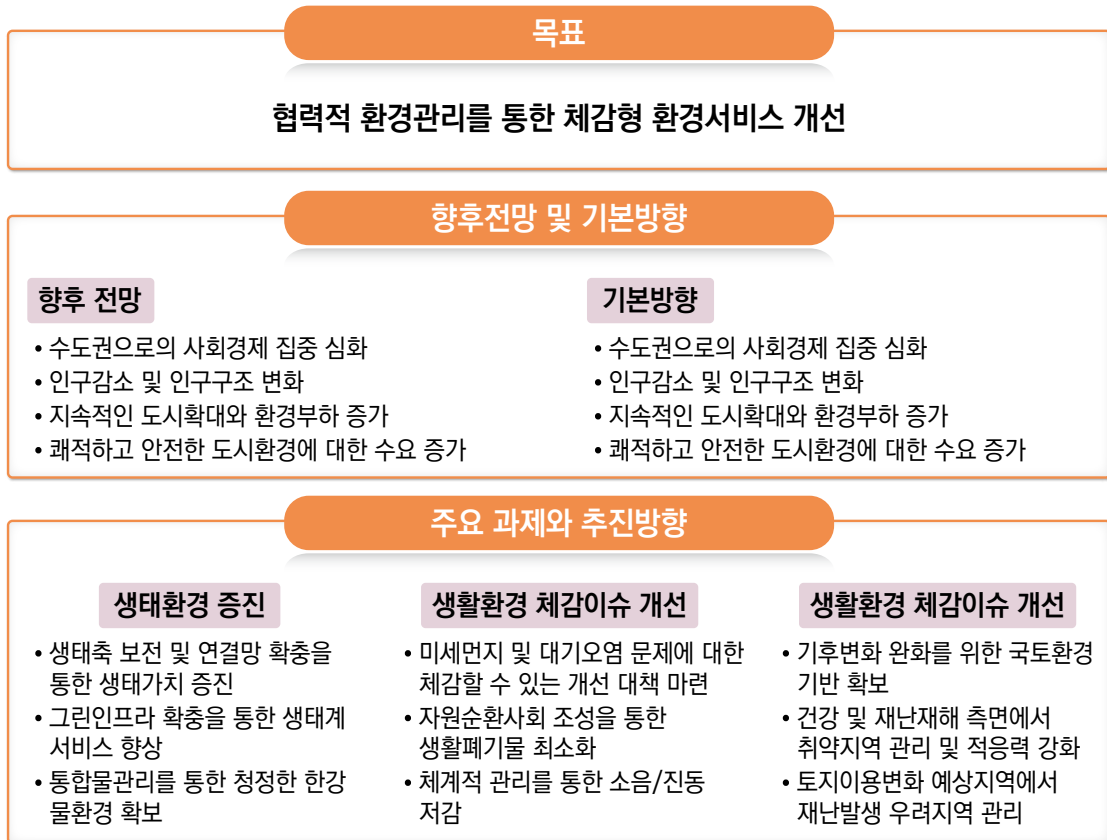 목표
협력적 환경관리를 통한 체감형 환경서비스 개선
향후전망 및 기본방향
향후 전망
• 수도권으로의 사회경제 집중 심화
• 인구감소 및 인구구조 변화
• 지속적인 도시확대와 환경부하 증가
• 쾌적하고 안전한 도시환경에 대한 수요 증가
기본방향
• 수도권으로의 사회경제 집중 심화
• 인구감소 및 인구구조 변화
• 지속적인 도시확대와 환경부하 증가
• 쾌적하고 안전한 도시환경에 대한 수요 증가
주요 과제와 추진방향
생태환경 증진
• 생태축 보전 및 연결망 확충을
통한 생태가치 증진
• 그린인프라 확충을 통한 생태계
서비스 향상
• 통합물관리를 통한 청정한 한강
물환경 확보
생활환경 체감이슈 개선
• 미세먼지 및 대기오염 문제에 대한
체감할 수 있는 개선 대책 마련
• 자원순환사회 조성을 통한
생활폐기물 최소화
• 체계적 관리를 통한 소음/진동
저감
생활환경 체감이슈 개선
• 기후변화 완화를 위한 국토환경
기반 확보
• 건강 및 재난재해 측면에서
취약지역 관리 및 적응력 강화
• 토지이용변화 예상지역에서
재난발생 우려지역 관리